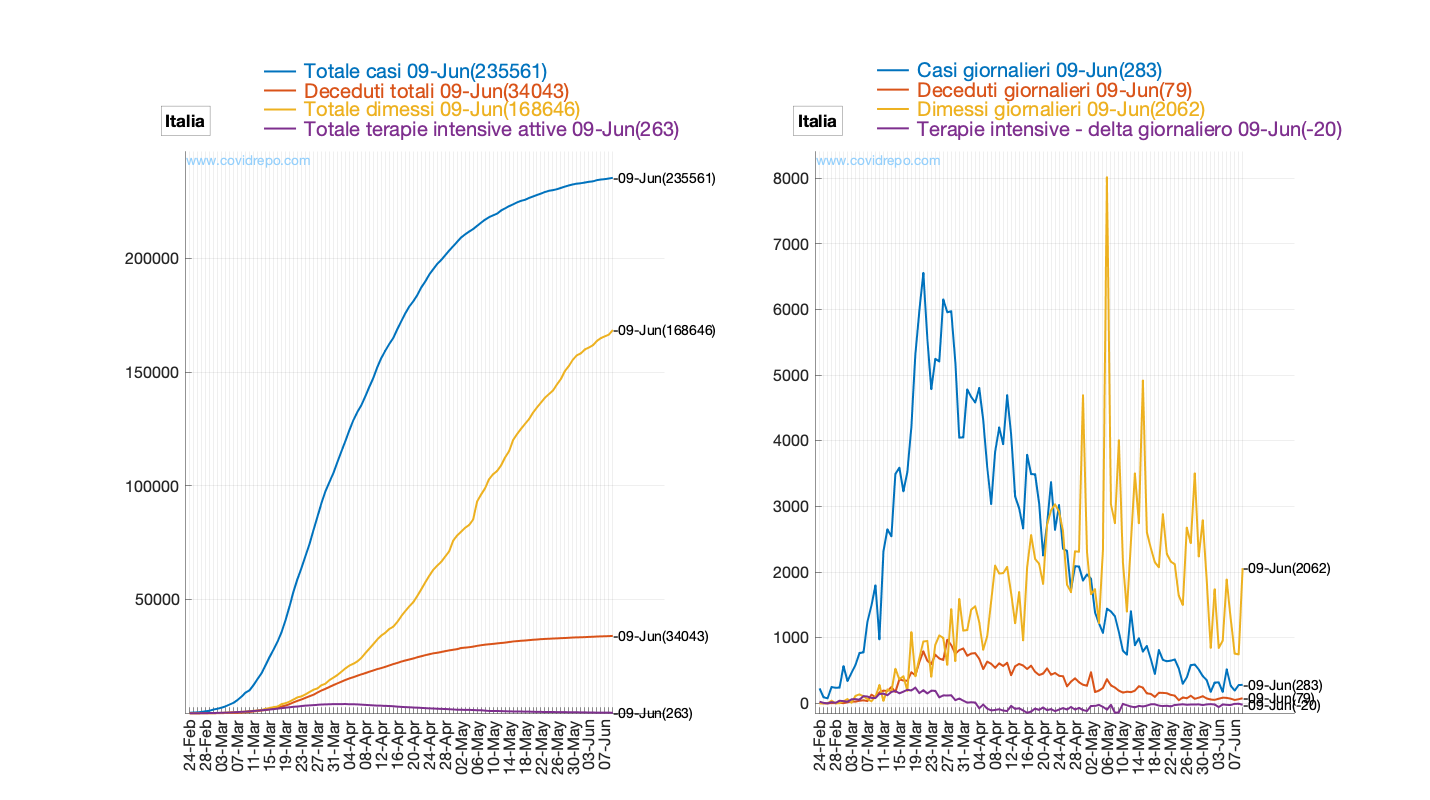 Totale casi 09-Jun(235561)
Deceduti totali 09-Jun(34043)
Totale dimessi 09-Jun(168646)
Totale terapie intensive attive 09-Jun(263)
Italia
www.covidrepo.com
200000
150000
100000
50000
-09-Jun(235561)
-09-Jun(168646)
-09-Jun(34043)
-09-Jun(263)
24-Feb
28-Feb
03-Mar
07-Mar
11-Mar
15-Mar
19-Mar
23-Mar
27-Mar
31-Mar
04-Apr
08-Apr
12-Apr
16-Apr
20-Apr
24-Apr
28-Apr
02-May
06-May
10-May
14-May
18-May
22-May
26-May
30-May
03-Jun
07-Jun
Casi giornalieri 09-Jun(283)
Deceduti giornalieri 09-Jun(79)
Dimessi giornalieri 09-Jun(2062)
Terapie intensive - delta giornaliero 09-Jun(-20)
Italia
www.covidrepo.com
8000
7000
6000
5000
4000
3000
2000
1000
0
-09-Jun(2062)
-09-Jun(283)
-09-Jun(79)
-09-Jun(-20)
24-Feb
28-Feb
03-Mar
07-Mar
11-Mar
15-Mar
19-Mar
23-Mar
27-Mar
31-Mar
04-Apr
08-Apr
12-Apr
16-Apr
20-Apr
24-Apr
28-Apr
02-May
06-May
10-May
14-May
18-May
22-May
26-May
30-May
03-Jun
07-Jun